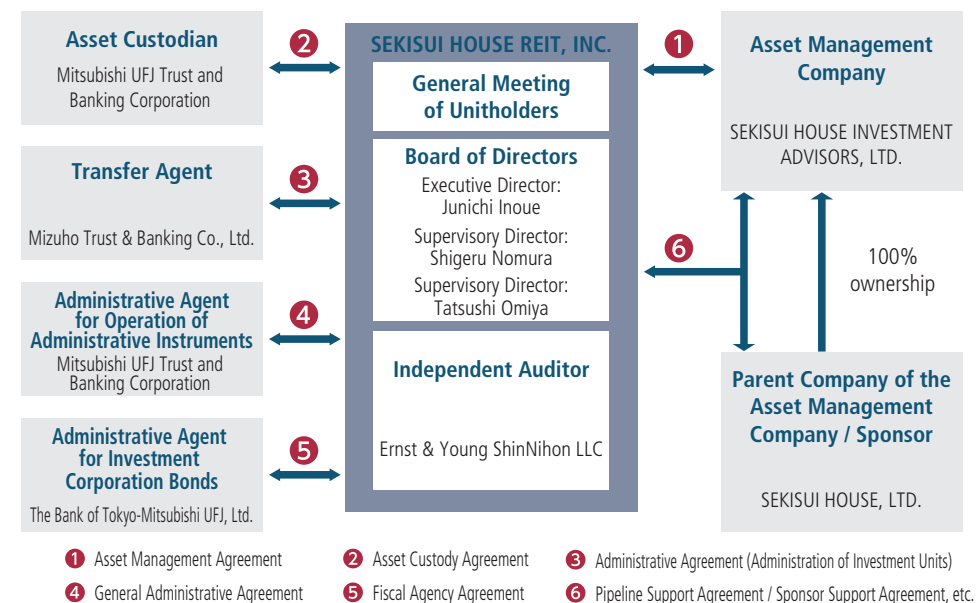 Asset Custodian
Mitsubishi UFJ Trust and
Banking Corporation
2
SEKISUI HOUSE REIT, INC.
General Meeting
of Unitholders
1
Asset Management
Company
SEKISUI HOUSE INVESTMENT
ADVISORS, LTD.
Transfer Agent
Mizuho Trust & Banking Co., Ltd.
3
Board of Directors
Executive Director:
Junichi Inoue
Supervisory Director:
Shigeru Nomura
Supervisory Director:
Tatsushi Omiya
6
100%
ownership
Administrative Agent
for Operation of
Administrative Instruments
Mitsubishi UFJ Trust and
Banking Corporation
4
Independent Auditor
Ernst & Young ShinNihon LLC
Parent Company of the
Asset Management
Company / Sponsor
SEKISUI HOUSE, LTD.
Administrative Agent
for Investment
Corporation Bonds
The Bank of Tokyo-Mitsubishi UFJ, Ltd.
5
1 Asset Management Agreement
2 Asset Custody Agreement
3 Administrative Agreement (Administration of Investment Units)
4 General Administrative Agreement
5 Fiscal Agency Agreement
6 Pipeline Support Agreement / Sponsor Support Agreement, etc.